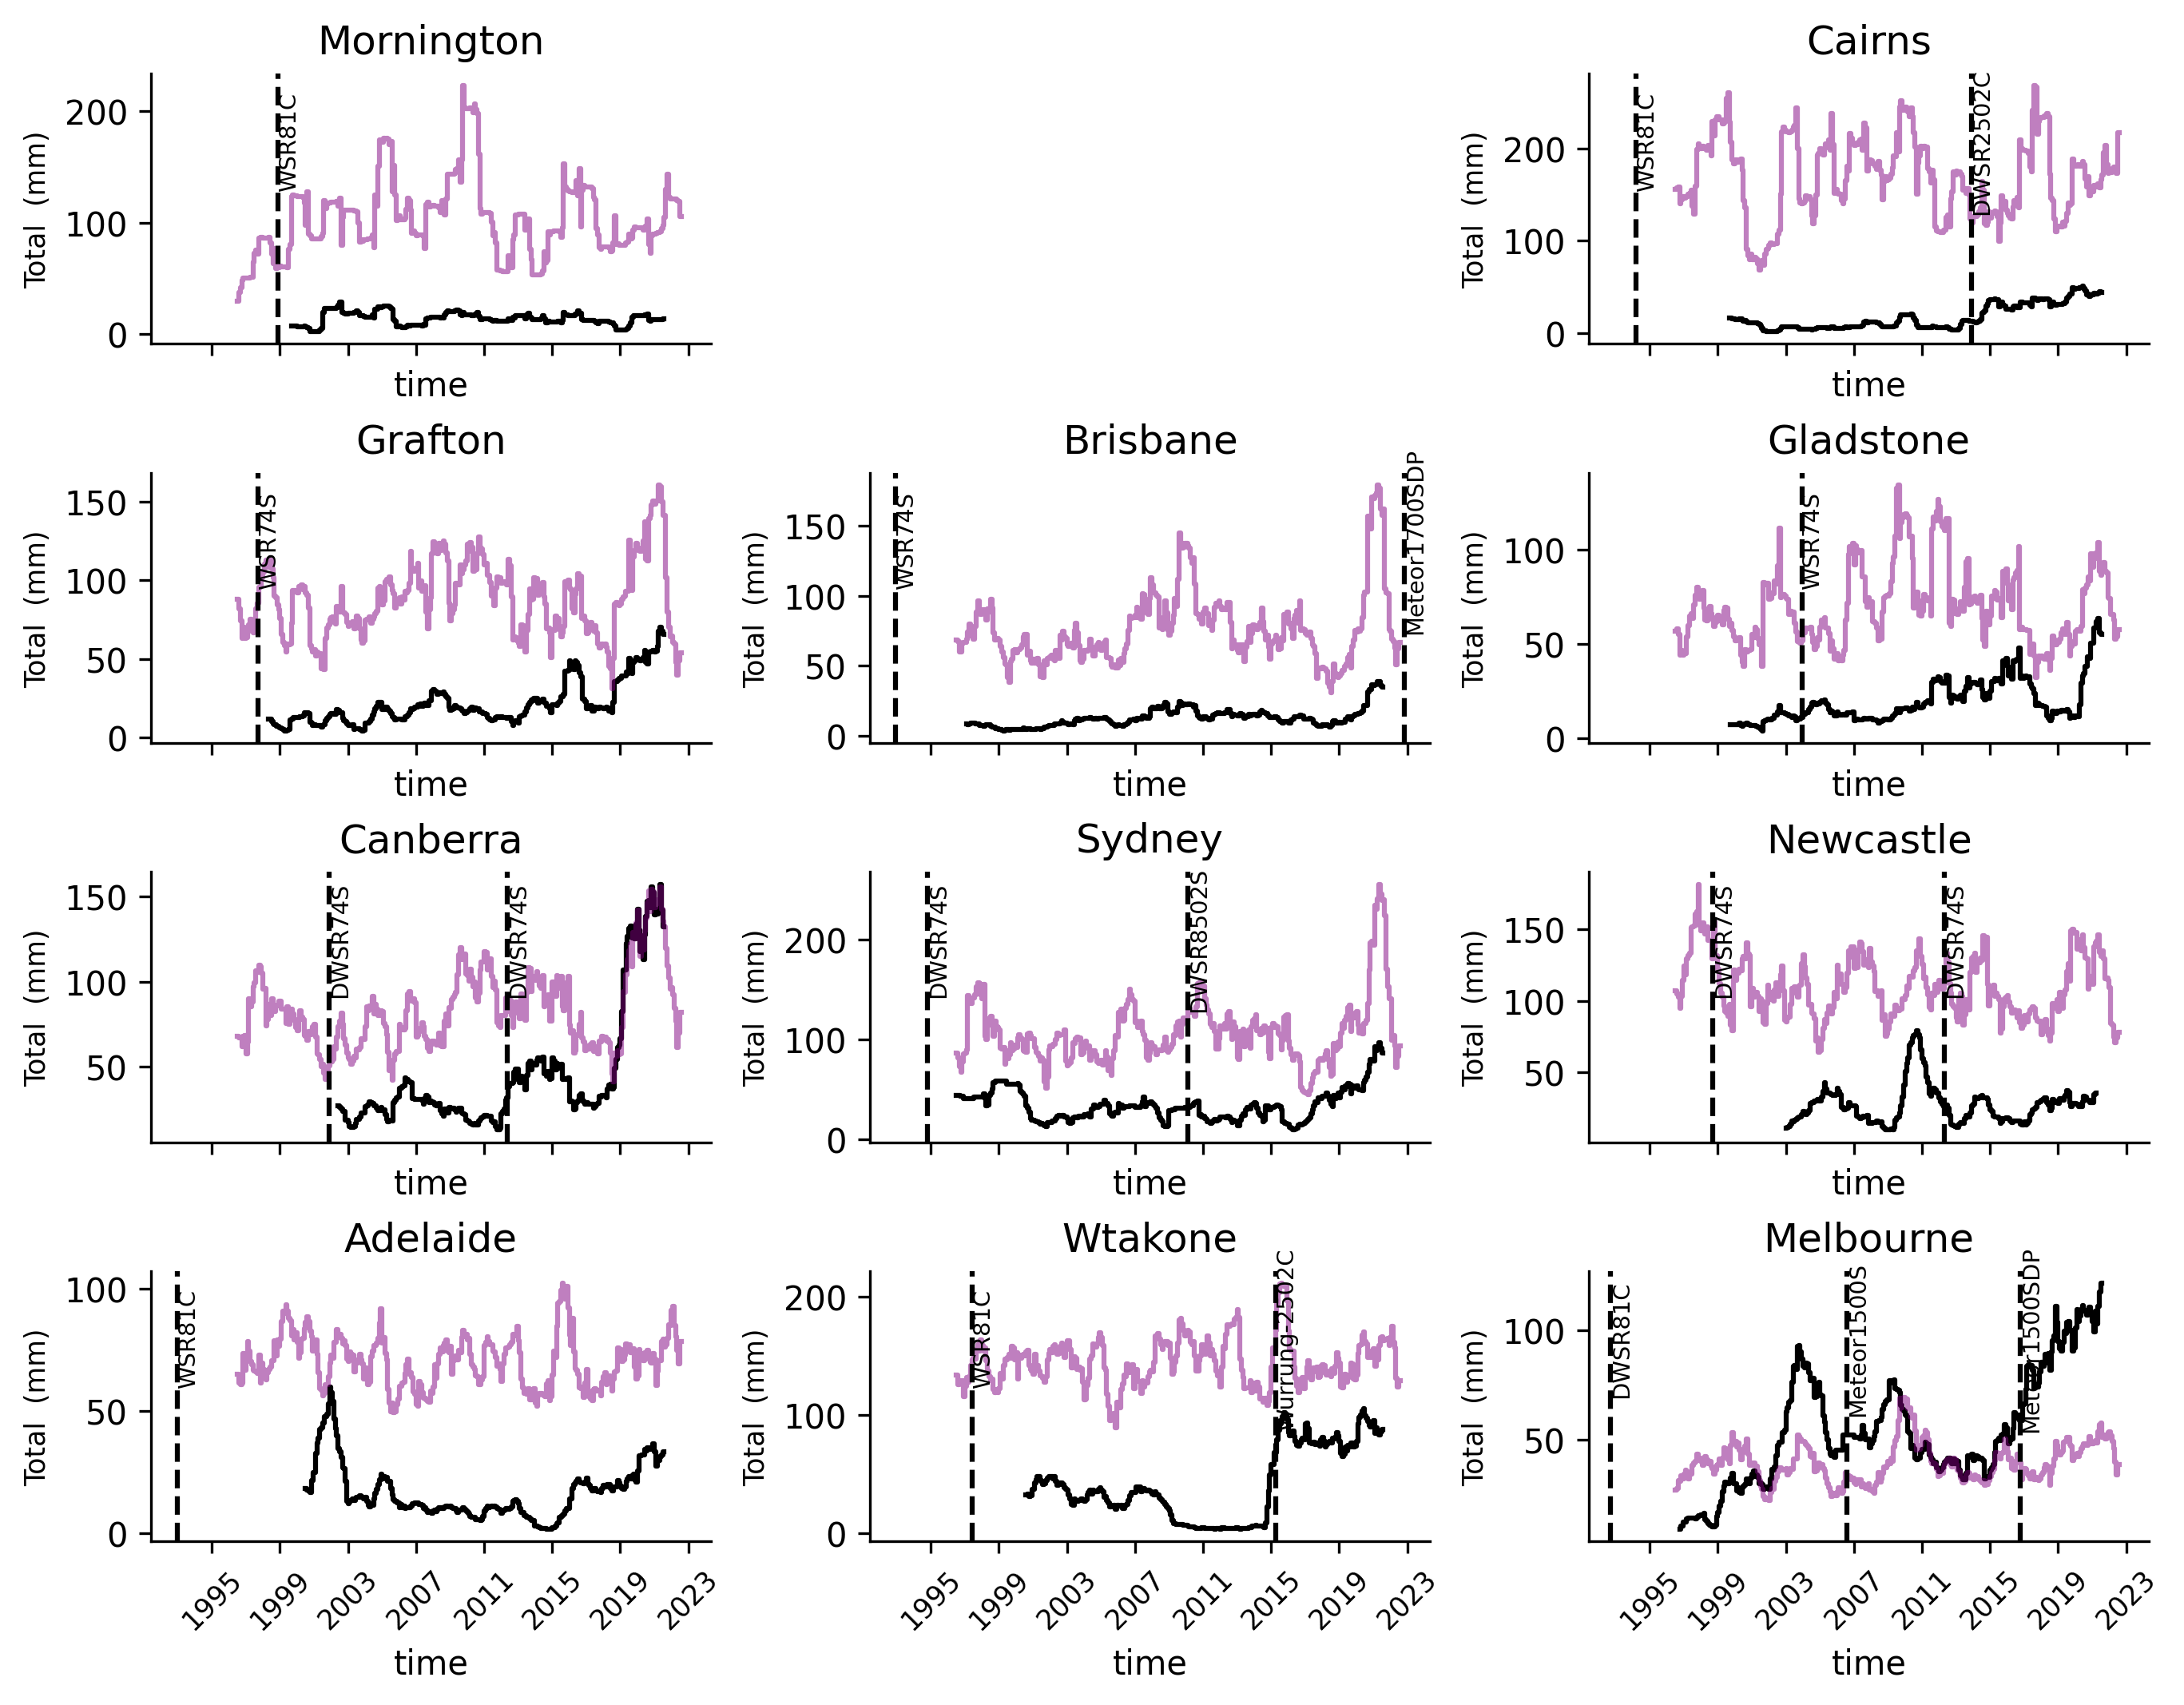 Mornington
Total (mm)
200
100
0
WSR81C
time
Cairns
Total (mm)
200
100
0
WSR81C
DWSR2502C
time
Grafton
Total (mm)
150
100
50
0
WSR74S
time
Brisbane
Total (mm)
150
100
50
0
WSR74S
Meteor1700SDP
time
Gladstone
Total (mm)
100
50
0
WSR74S
time
Canberra
Total (mm)
150
100
50
DWSR74S
DWSR74S
time
Sydney
Total (mm)
200
100
0
DWSR74S
DWSR8502S
time
Newcastle
Total (mm)
150
100
50
DWSR74S
DWSR74S
time
Adelaide
Total (mm)
100
50
0
WSR81C
1995 1999 2003 2007 2011 2015 2019 2023
time
Wtakone
Total (mm)
200
100
0
WSR81C
Wurrung-2502C
1995 1999 2003 2007 2011 2015 2019 2023
time
Melbourne
Total (mm)
100
50
DWSR81C
Meteor1500S
Meteor1500SDP
1995 1999 2003 2007 2011 2015 2019 2023
time